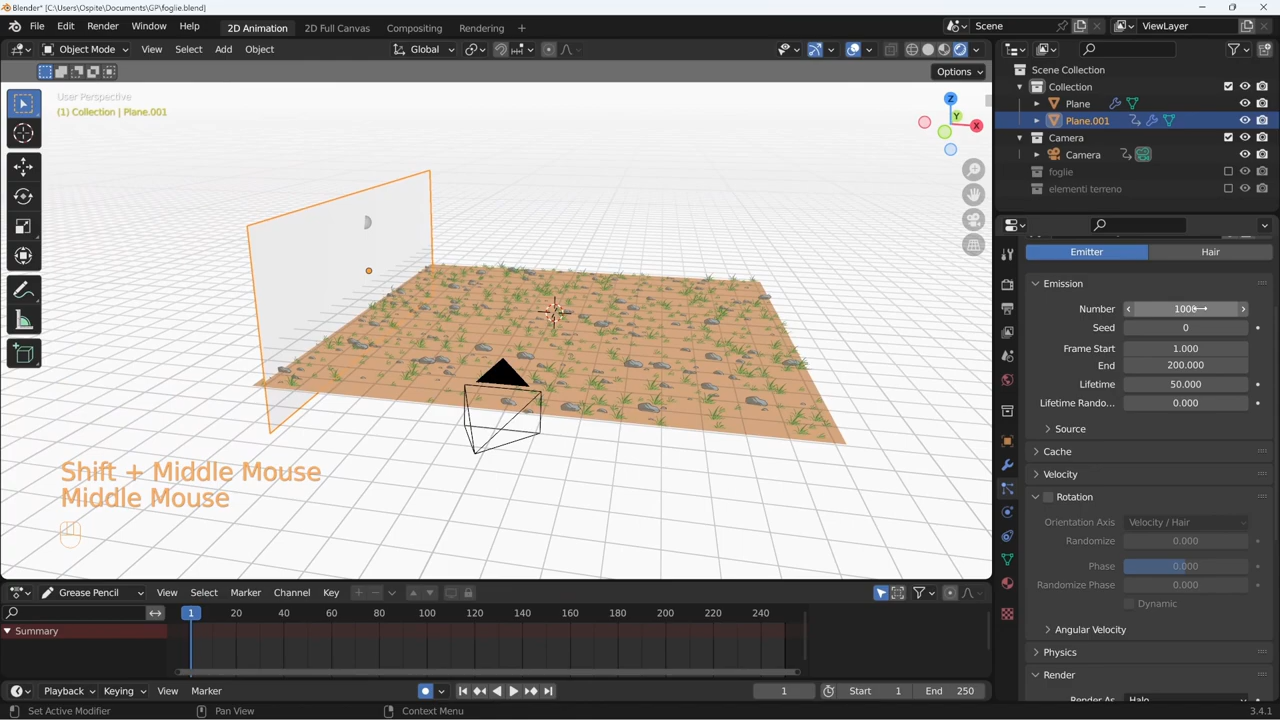 Blender* [C:\Users\Ospite\Documents\GP\foglie.blend]
File Edit Render Window Help 2D Animation 2D Full Canvas Compositing Rendering Scene ViewLayer
Object Mode View Select Add Object Global
Options
User Perspective
(1) Collection | Plane.001
Z
Y
X
Scene Collection
Collection
Plane
Plane.001
Camera
Camera
foglie
elementi terreno
Emitter Hair
Emission
Number 1000
Seed 0
Frame Start 1.000
End 200.000
Lifetime 50.000
Lifetime Rando... 0.000
Source
Cache
Velocity
Rotation
Orientation Axis Velocity / Hair
Randomize 0.000
Phase 0.000
Randomize Phase 0.000
Dynamic
Angular Velocity
Physics
Render
Render As Halo
Shift + Middle Mouse
Middle Mouse
Grease Pencil View Select Marker Channel Key
1 20 40 60 80 100 120 140 160 180 200 220 240
Summary
Playback Keying View Marker 1 Start 1 End 250
Set Active Modifier Pan View Context Menu 3.4.1